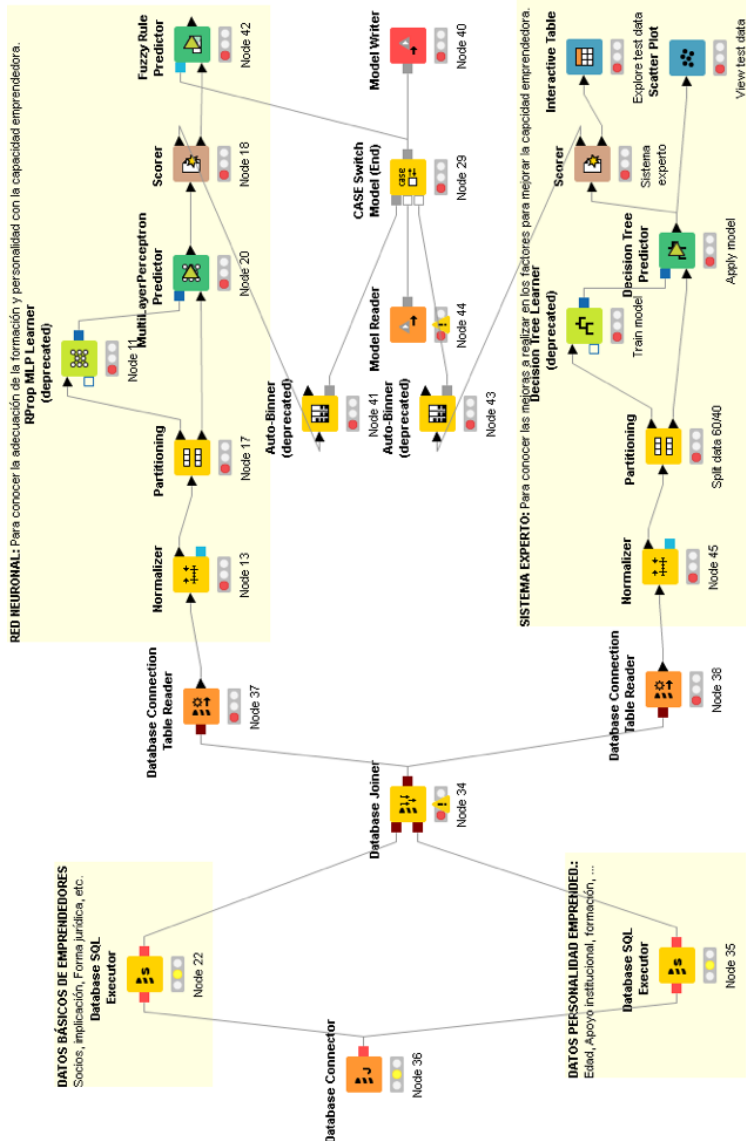 DATOS BÁSICOS DE EMPRENDEDORES
Socios, implicación, Forma jurídica, etc.
Database SQL
Executor
Node 22
Database Connector
Node 36
DATOS PERSONALIDAD EMPRENDED.:
Edad, Apoyo institucional, formación, ...
Database SQL
Executor
Node 35
Database Joiner
Node 34
Database Connection
Table Reader
Node 37
Database Connection
Table Reader
Node 38
RED NEURONAL: Para conocer la adecuación de la formación y personalidad con la capacidad emprendedora.
RProp MLP Learner
(deprecated)
Node 11
Normalizer
Node 13
Partitioning
Node 17
MultiLayerPerceptron
Predictor
Node 20
Scorer
Node 18
Fuzzy Rule
Predictor
Node 42
Auto-Binner
(deprecated)
Node 41
Model Reader
Node 44
Auto-Binner
(deprecated)
Node 43
CASE Switch
Model (End)
case
Node 29
Model Writer
Node 40
SISTEMA EXPERTO: Para conocer las mejoras a realizar en los factores para mejorar la capcidad emprendedora.
Decision Tree Learner
(deprecated)
Train model
Normalizer
Node 45
Partitioning
Split data 60/40
Decision Tree
Predictor
Apply model
Scorer
Sistema
experto
Interactive Table
Explore test data
Scatter Plot
View test data